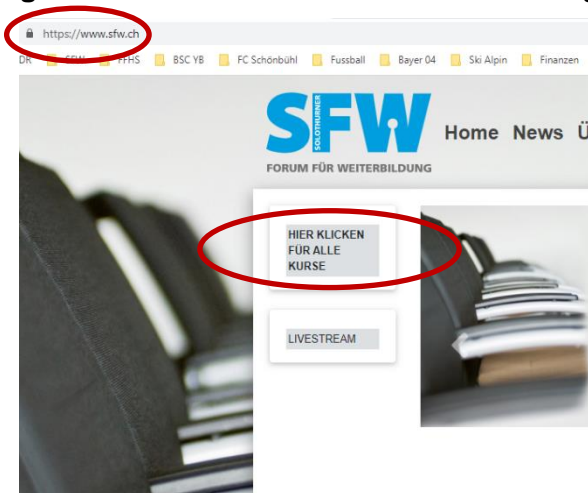 https://www.sfw.ch
SFW FFHS BSC YB FC Schönbühl Fussball Bayer 04 Ski Alpin Finanzen
SFW
SOLOTHURNER
Home News
FORUM FÜR WEITERBILDUNG
HIER KLICKEN
FÜR ALLE
KURSE
LIVESTREAM